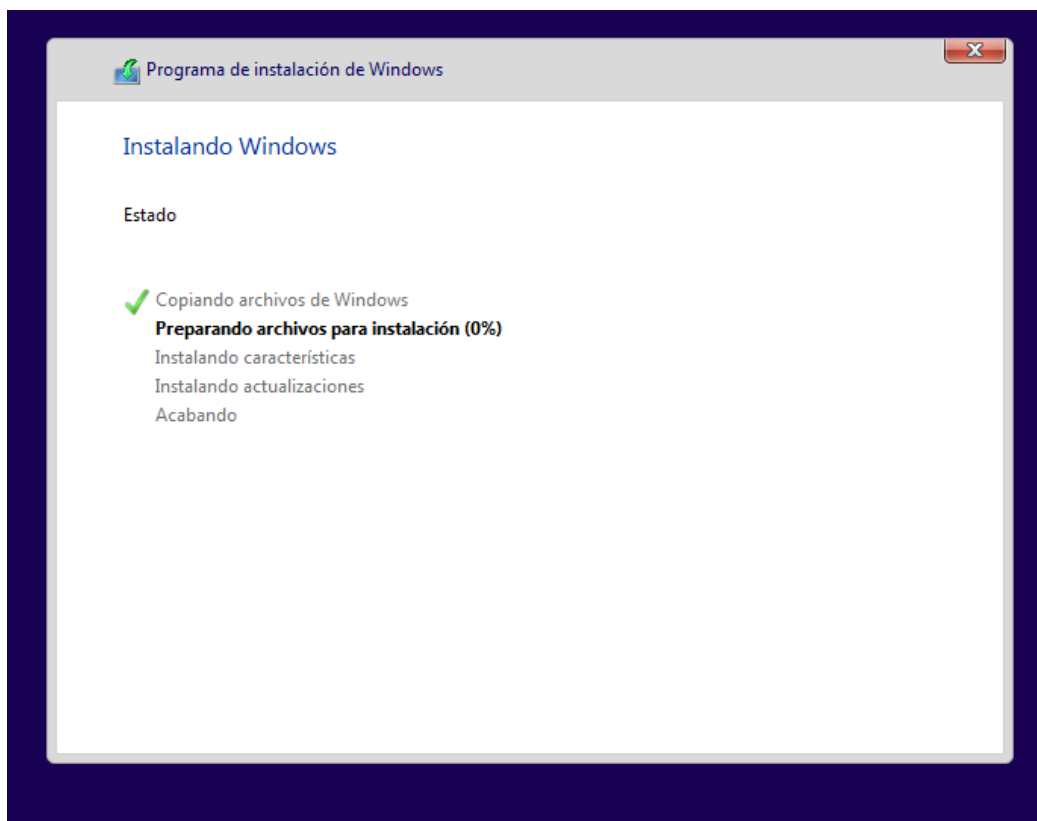 Programa de instalación de Windows
Instalando Windows
Estado
Copiando archivos de Windows
Preparando archivos para instalación (0%)
Instalando características
Instalando actualizaciones
Acabando